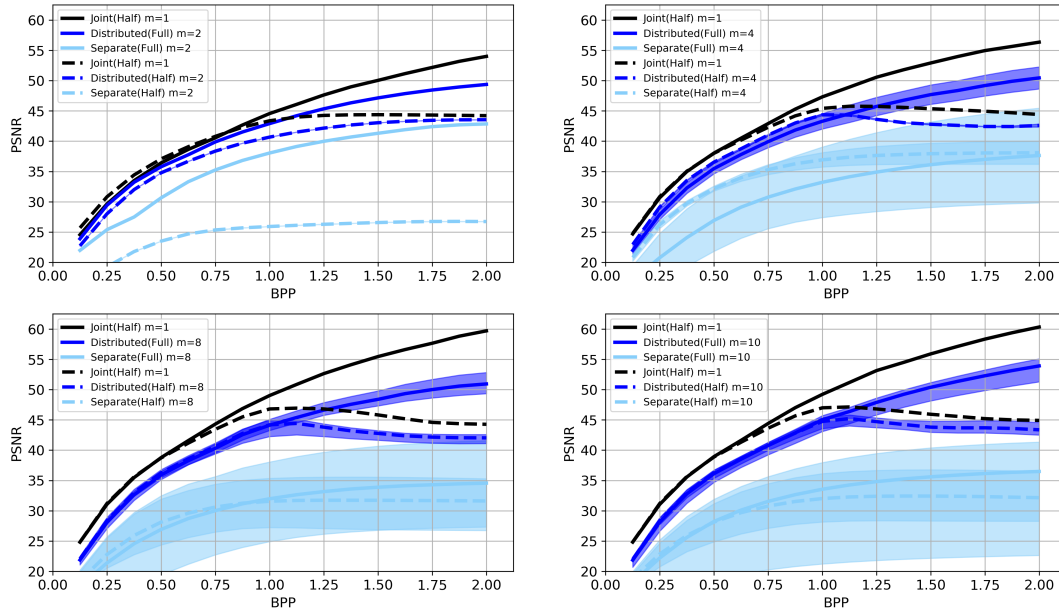 Joint(Half) m=1
Distributed(Full) m=2
Separate(Full) m=2
Joint(Half) m=1
Distributed(Half) m=2
Separate(Half) m=2
PSNR
60
55
50
45
40
35
30
25
20
0.00 0.25 0.50 0.75 1.00 1.25 1.50 1.75 2.00
BPP
Joint(Half) m=1
Distributed(Full) m=4
Separate(Full) m=4
Joint(Half) m=1
Distributed(Half) m=4
Separate(Half) m=4
PSNR
60
55
50
45
40
35
30
25
20
0.00 0.25 0.50 0.75 1.00 1.25 1.50 1.75 2.00
BPP
Joint(Half) m=1
Distributed(Full) m=8
Separate(Full) m=8
Joint(Half) m=1
Distributed(Half) m=8
Separate(Half) m=8
PSNR
60
55
50
45
40
35
30
25
20
0.00 0.25 0.50 0.75 1.00 1.25 1.50 1.75 2.00
BPP
Joint(Half) m=1
Distributed(Full) m=10
Separate(Full) m=10
Joint(Half) m=1
Distributed(Half) m=10
Separate(Half) m=10
PSNR
60
55
50
45
40
35
30
25
20
0.00 0.25 0.50 0.75 1.00 1.25 1.50 1.75 2.00
BPP